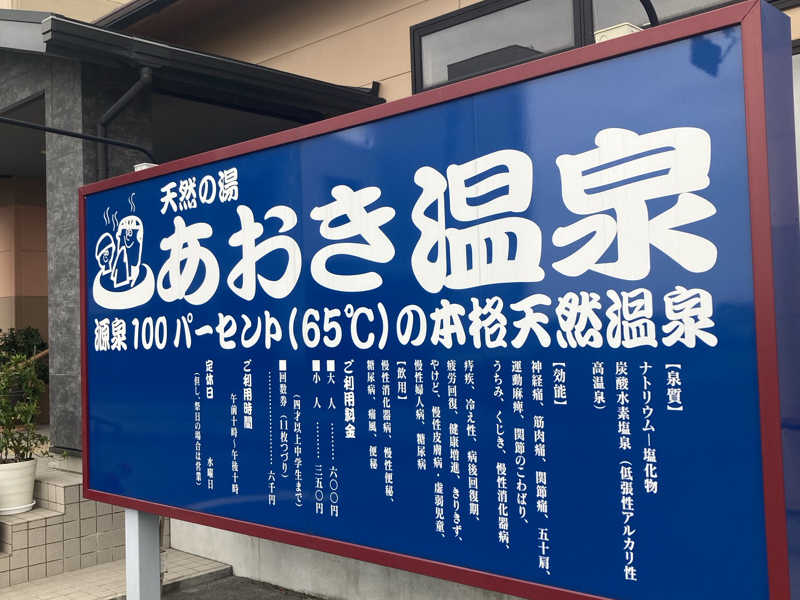 天然の湯
あおき温泉
源泉100パーセント(65℃)の本格天然温泉
【泉質】
ナトリウム―塩化物
炭酸水素塩泉(低張性アルカリ性
高温泉)
【効能】
神経痛、筋肉痛、関節痛、五十肩、
運動麻痺、関節のこわばり、
うちみ、くじき、慢性消化器病、
痔疾、冷え性、病後回復期、
疲労回復、健康増進、きりきず、
やけど、慢性皮膚病・虚弱児童、
慢性婦人病、糖尿病
【飲用】
慢性消化器病、慢性便秘、
糖尿病、痛風、便秘
ご利用料金
■大 人 ………… 六〇〇円
■小 人 ………… 三五〇円
(四才以上中学生まで)
■回数券(11枚つづり)
………………… 六千円
ご利用時間
午前十時〜午後十時
定休日 水曜日
(但し、祭日の場合は営業)